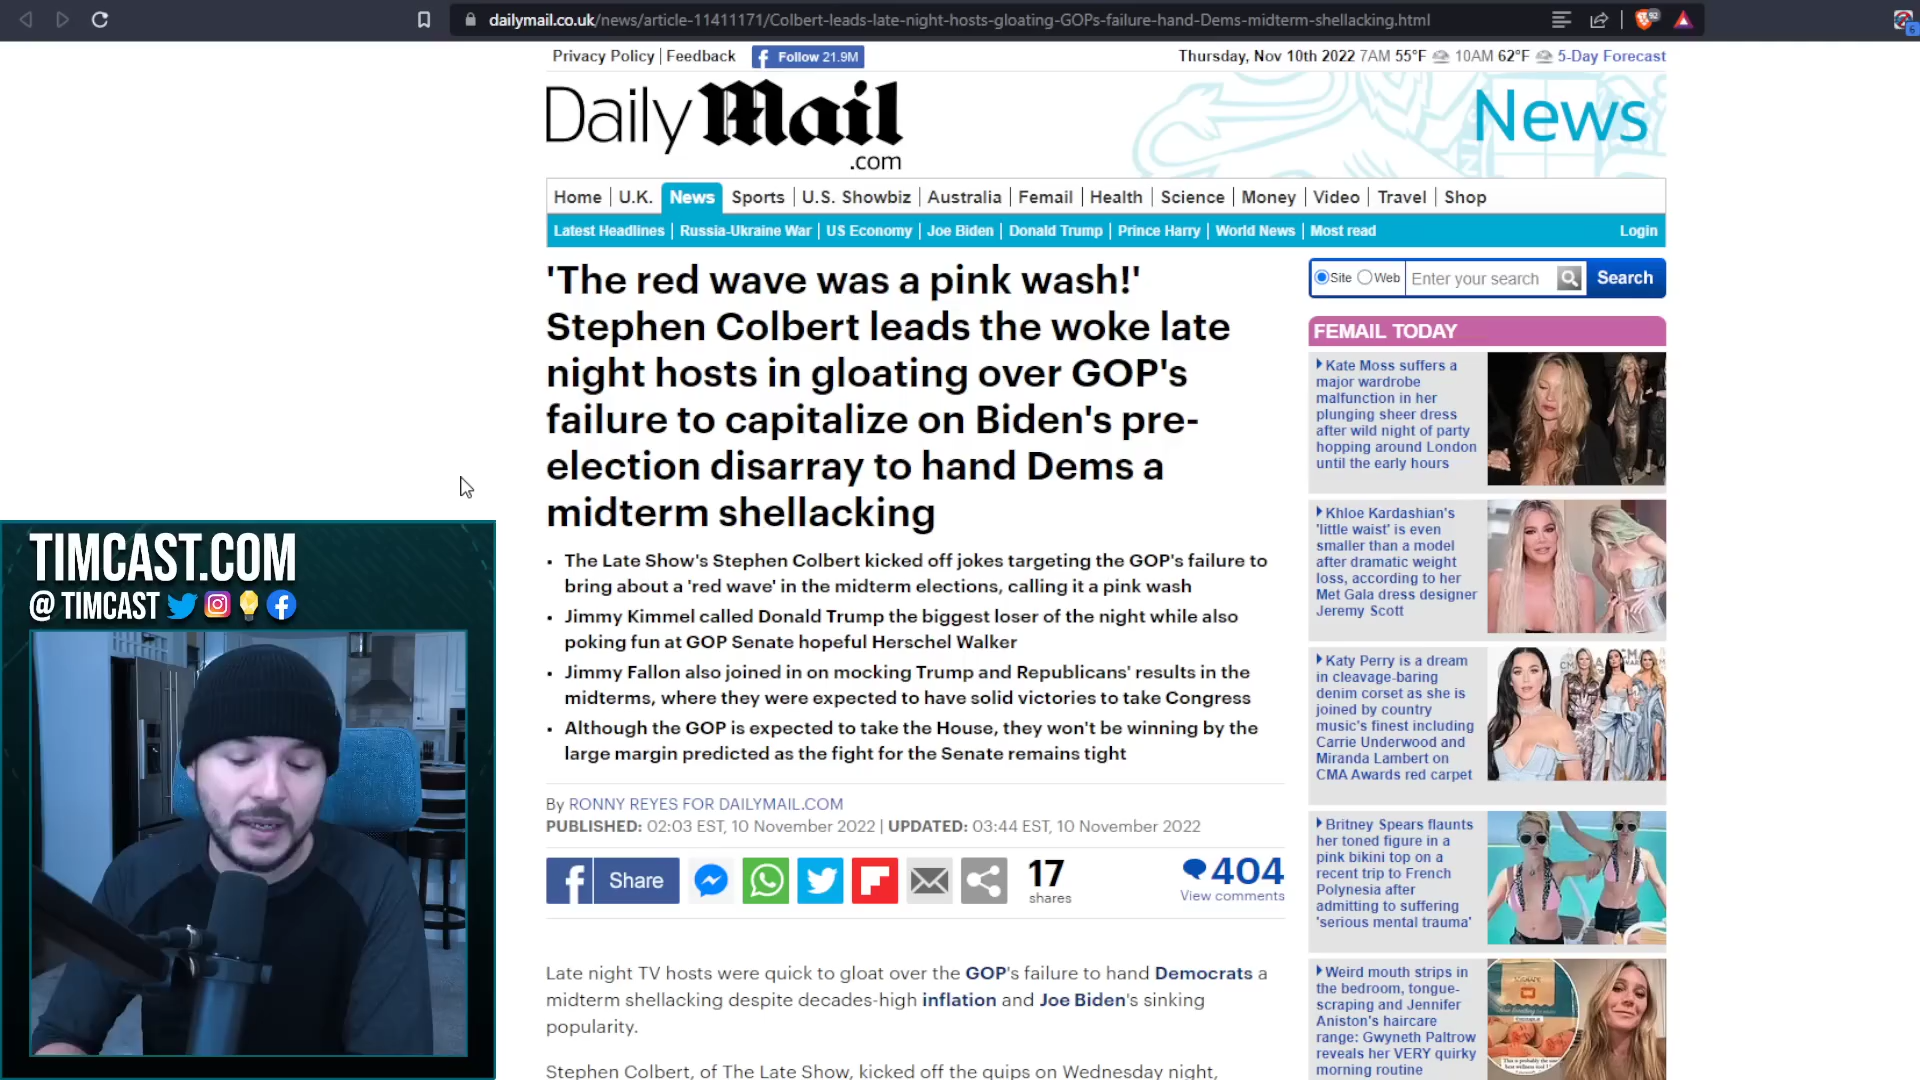 dailymail.co.uk/news/article-11411171/Colbert-leads-late-night-hosts-gloating-GOPs-failure-hand-Dems-midterm-shellacking.html
Privacy Policy | Feedback
Follow 21.9M
Thursday, Nov 10th 2022 7AM 55°F 10AM 62°F 5-Day Forecast
Daily Mail
.com
News
Home | U.K. News Sports | U.S. Showbiz | Australia | Femail | Health | Science | Money | Video | Travel | Shop
Latest Headlines | Russia-Ukraine War | US Economy | Joe Biden | Donald Trump | Prince Harry | World News | Most read
Login
'The red wave was a pink wash!'
Stephen Colbert leads the woke late
night hosts in gloating over GOP's
failure to capitalize on Biden's pre-
election disarray to hand Dems a
midterm shellacking
• The Late Show's Stephen Colbert kicked off jokes targeting the GOP's failure to
bring about a 'red wave' in the midterm elections, calling it a pink wash
• Jimmy Kimmel called Donald Trump the biggest loser of the night while also
poking fun at GOP Senate hopeful Herschel Walker
• Jimmy Fallon also joined in on mocking Trump and Republicans' results in the
midterms, where they were expected to have solid victories to take Congress
• Although the GOP is expected to take the House, they won't be winning by the
large margin predicted as the fight for the Senate remains tight
By RONNY REYES FOR DAILYMAIL.COM
PUBLISHED: 02:03 EST, 10 November 2022 | UPDATED: 03:44 EST, 10 November 2022
Share
17
shares
404
View comments
Late night TV hosts were quick to gloat over the GOP's failure to hand Democrats a
midterm shellacking despite decades-high inflation and Joe Biden's sinking
popularity.
Stephen Colbert, of The Late Show, kicked off the quips on Wednesday night,
Site Web Enter your search Search
FEMAIL TODAY
Kate Moss suffers a
major wardrobe
malfunction in her
plunging sheer dress
after wild night of party
hopping around London
until the early hours
Khloe Kardashian's
'little waist' is even
smaller than a model
after dramatic weight
loss, according to her
Met Gala dress designer
Jeremy Scott
Katy Perry is a dream
in cleavage-baring
denim corset as she is
joined by country
music's finest including
Carrie Underwood and
Miranda Lambert on
CMA Awards red carpet
Britney Spears flaunts
her toned figure in a
pink bikini top on a
recent trip to French
Polynesia after
admitting to suffering
'serious mental trauma'
Weird mouth strips in
the bedroom, tongue-
scraping and Jennifer
Aniston's haircare
range: Gwyneth Paltrow
reveals her VERY quirky
morning routine
TIMCAST.COM
@ TIMCAST